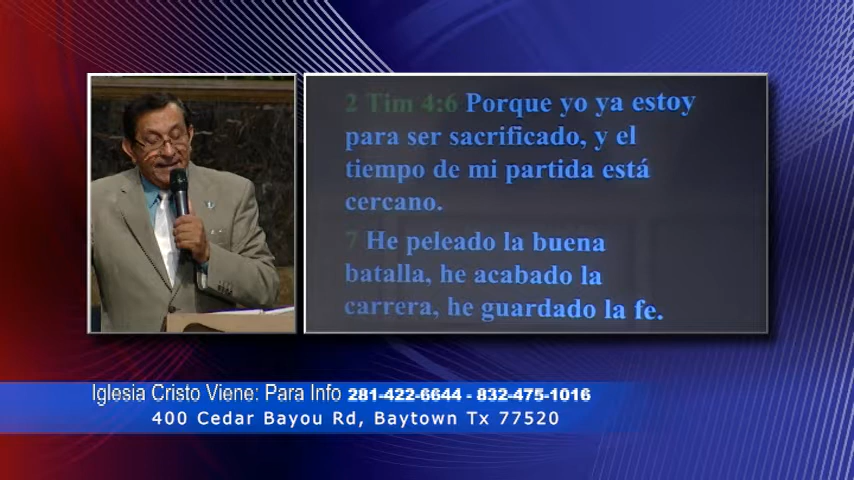 2 Tim 4:6 Porque yo ya estoy
para ser sacrificado, y el
tiempo de mi partida está
cercano.
7 He peleado la buena
batalla, he acabado la
carrera, he guardado la fe.
Iglesia Cristo Viene: Para Info 281-422-6644 - 832-475-1016
400 Cedar Bayou Rd, Baytown Tx 77520